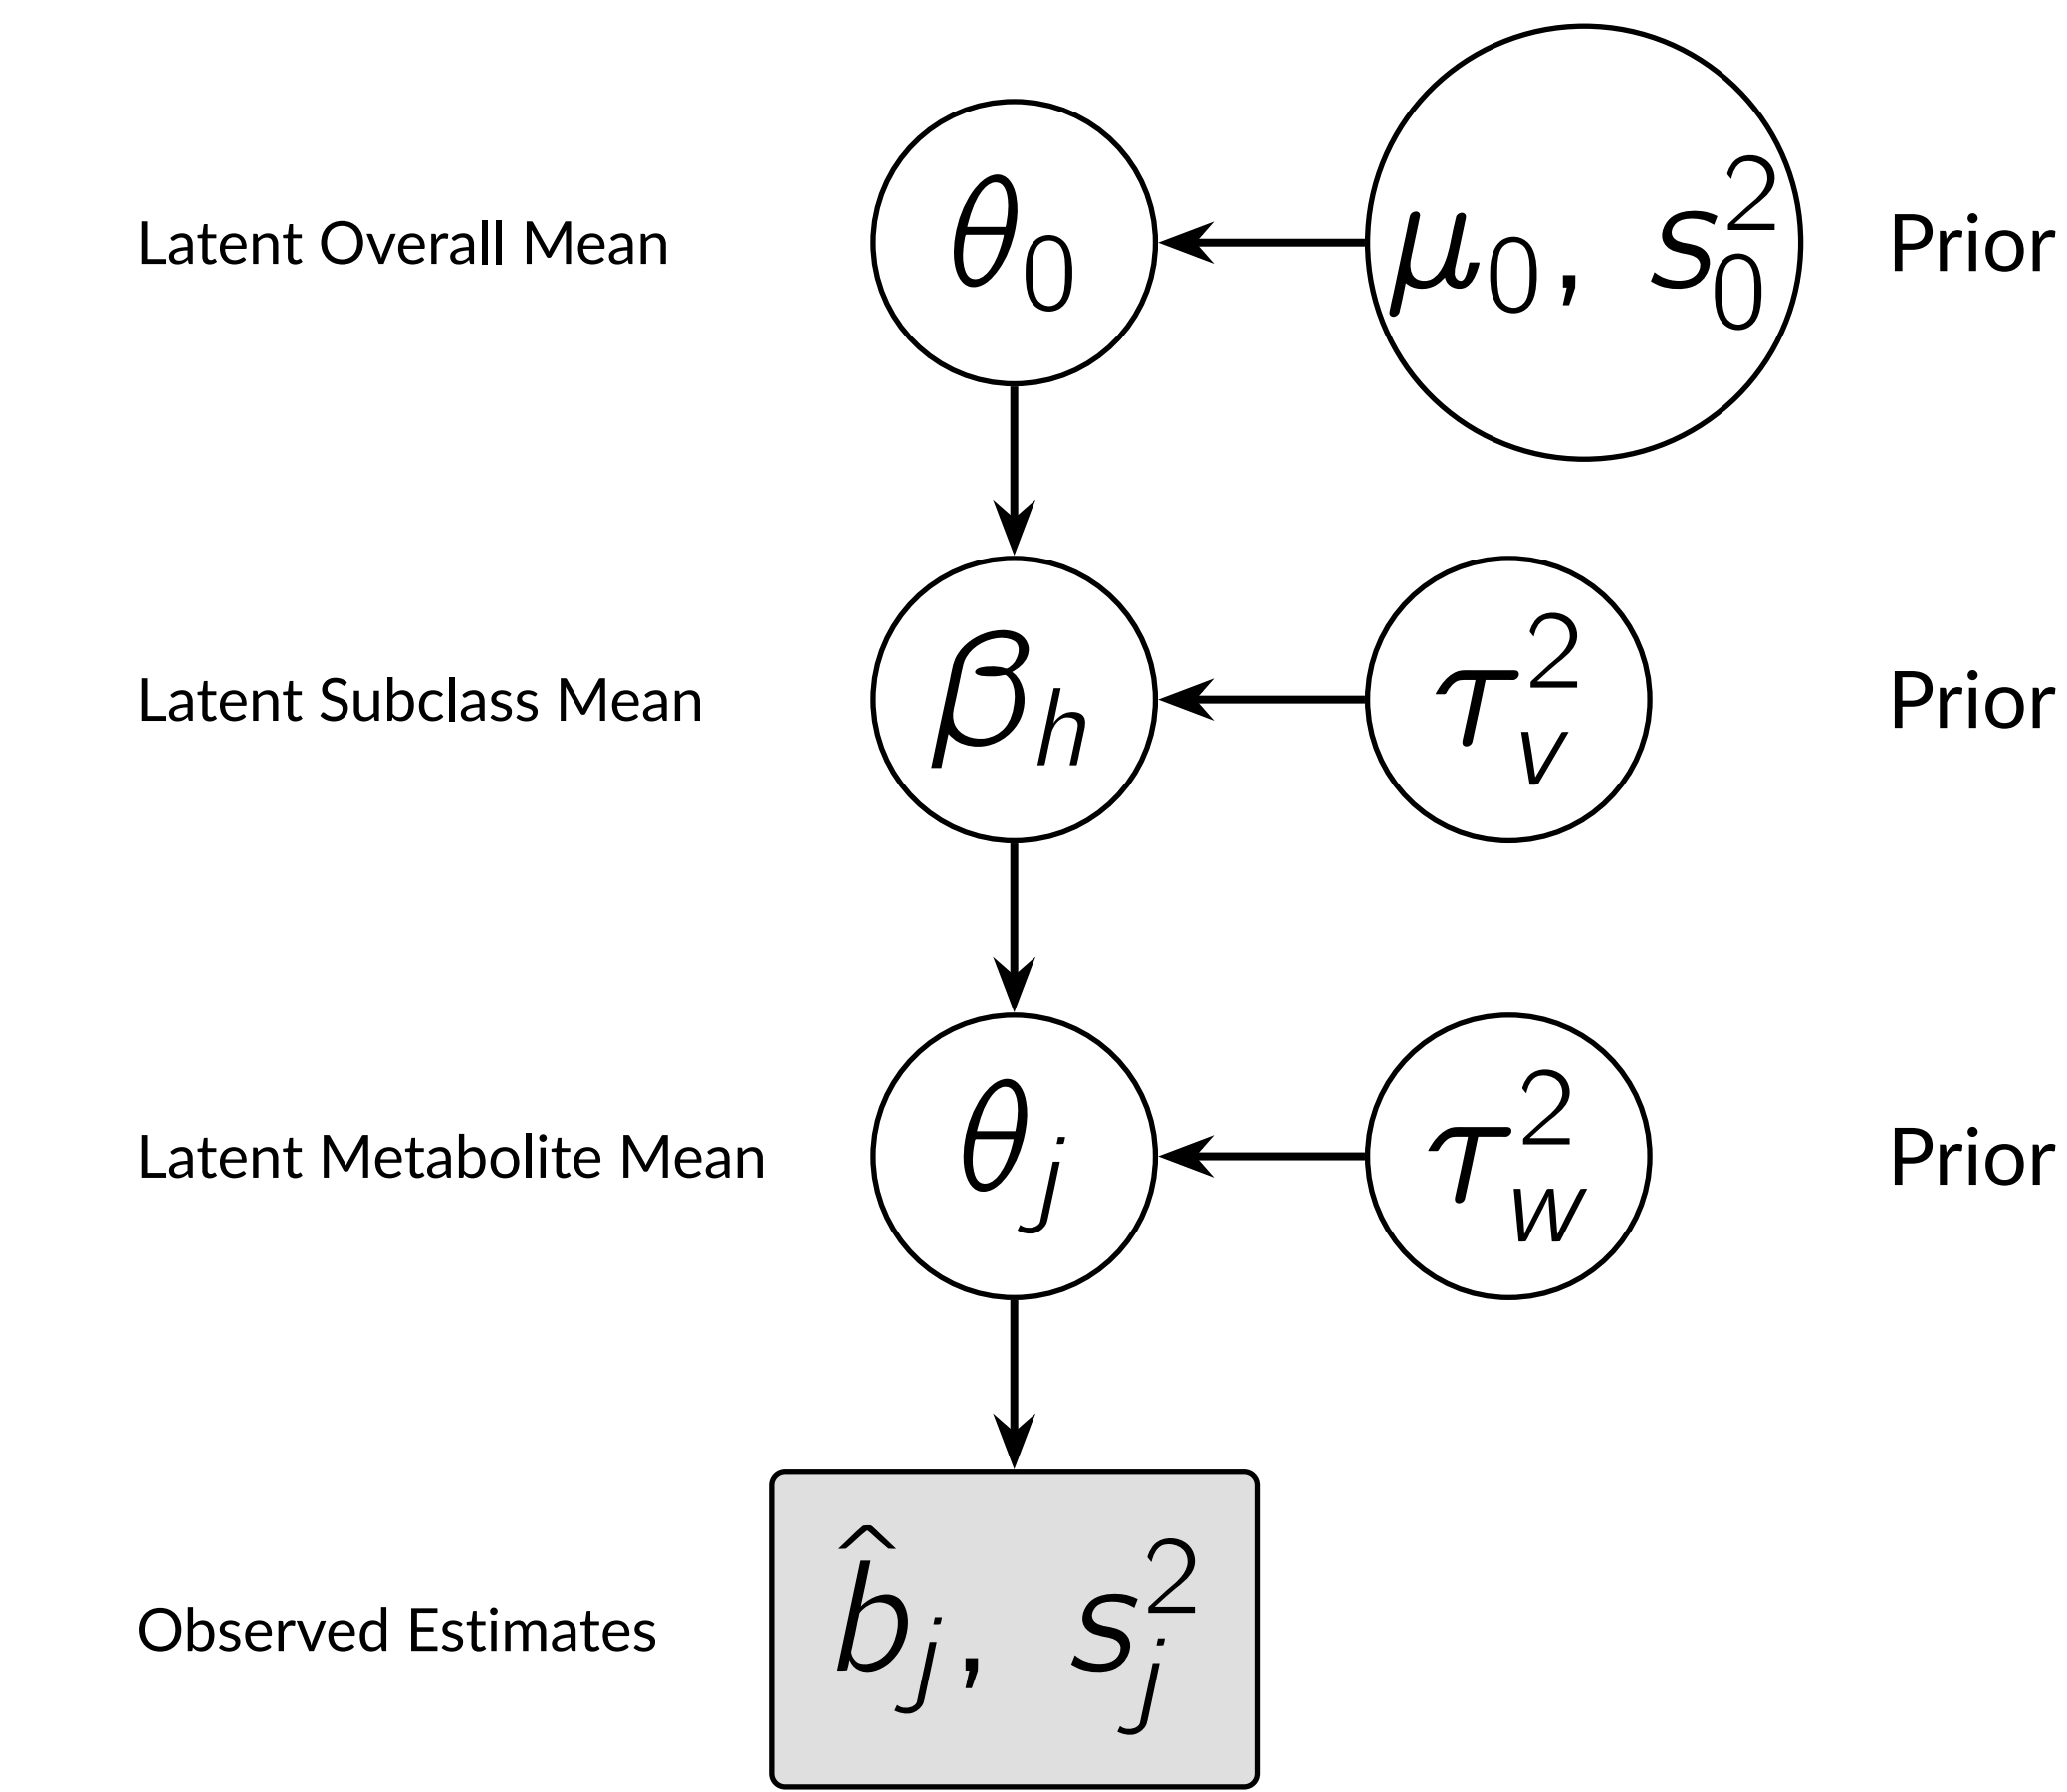 Latent Overall Mean θ₀ μ₀, s₀² Prior
Latent Subclass Mean βₕ τᵥ² Prior
Latent Metabolite Mean θⱼ τ_w² Prior
Observed Estimates b̂ⱼ, sⱼ²